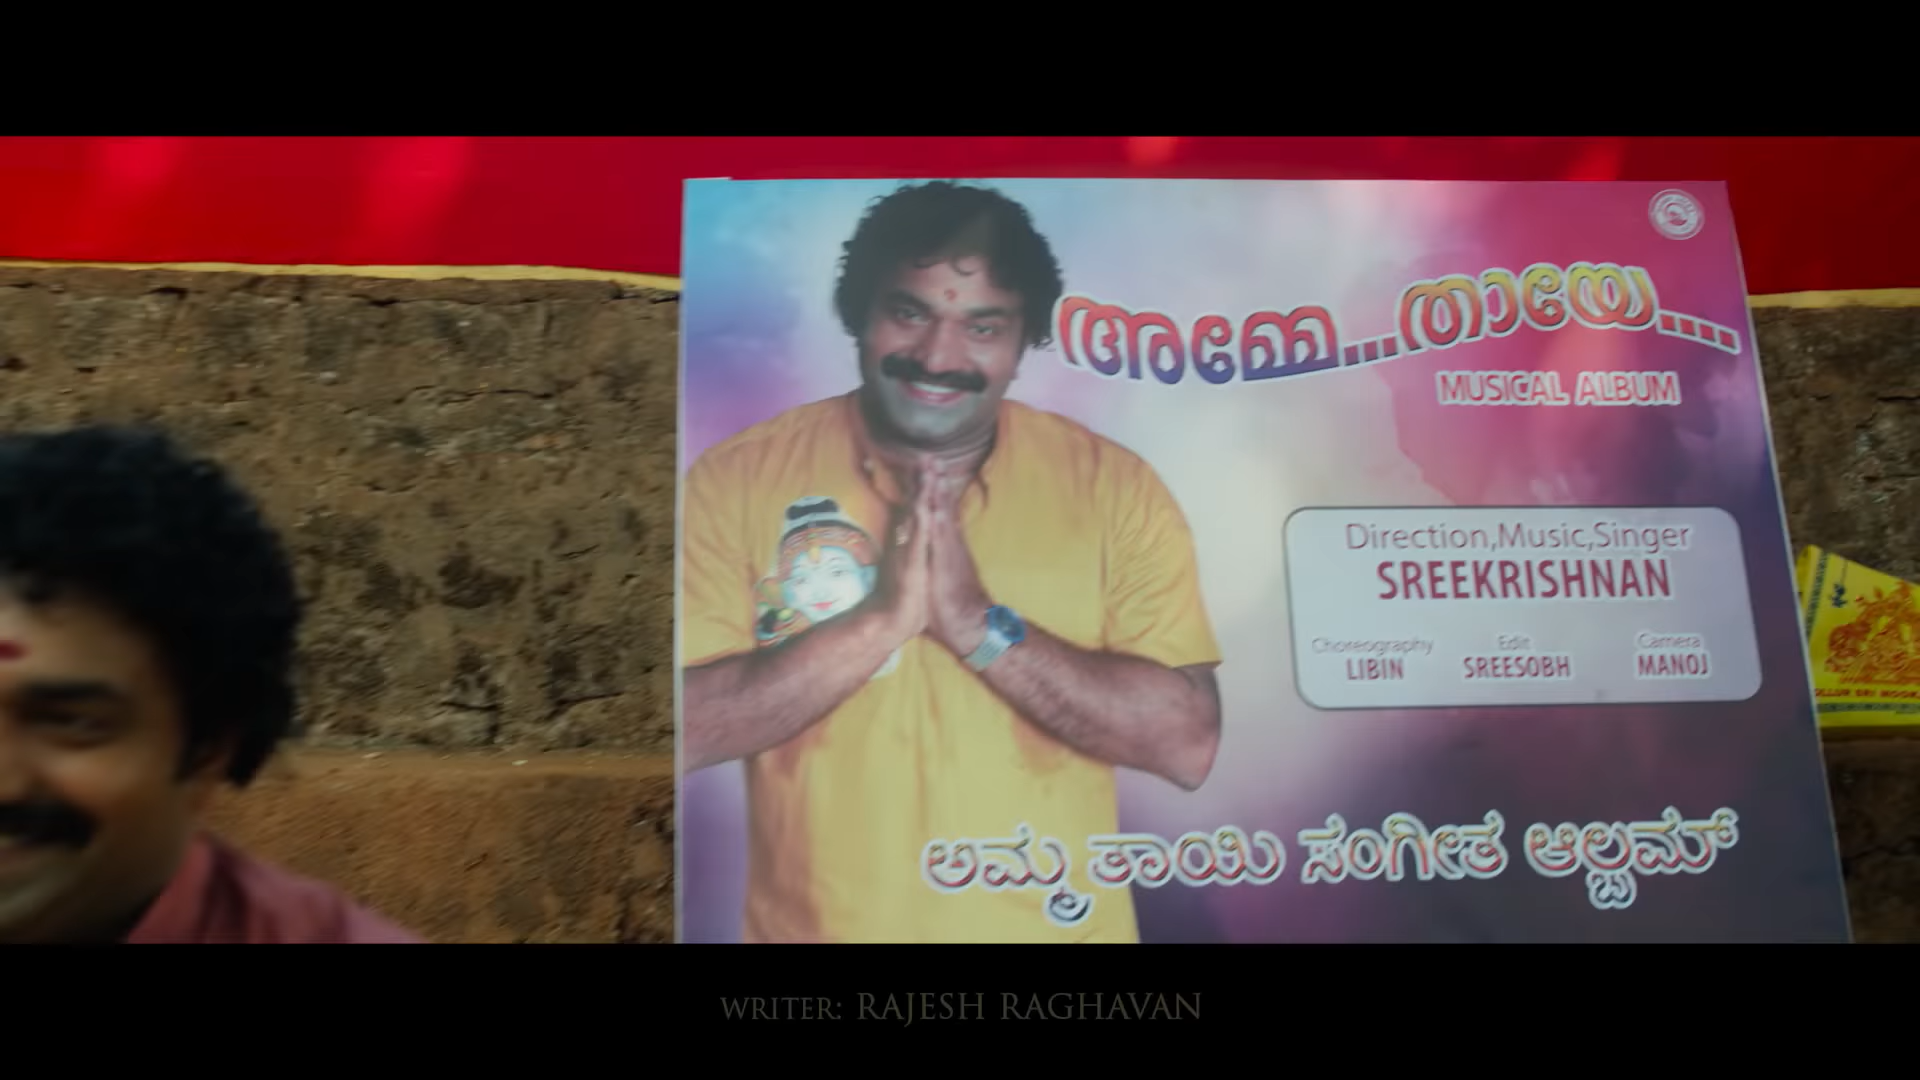 അമ്മേ...താായേ....
MUSICAL ALBUM
Direction,Music,Singer
SREEKRISHNAN
Choreography Edit Camera
LIBIN SREESOBH MANOJ
ಅಮ್ಮ ತಾಯಿ ಸಂಗೀತ ಆಲ್ಬಮ್
WRITER: RAJESH RAGHAVAN